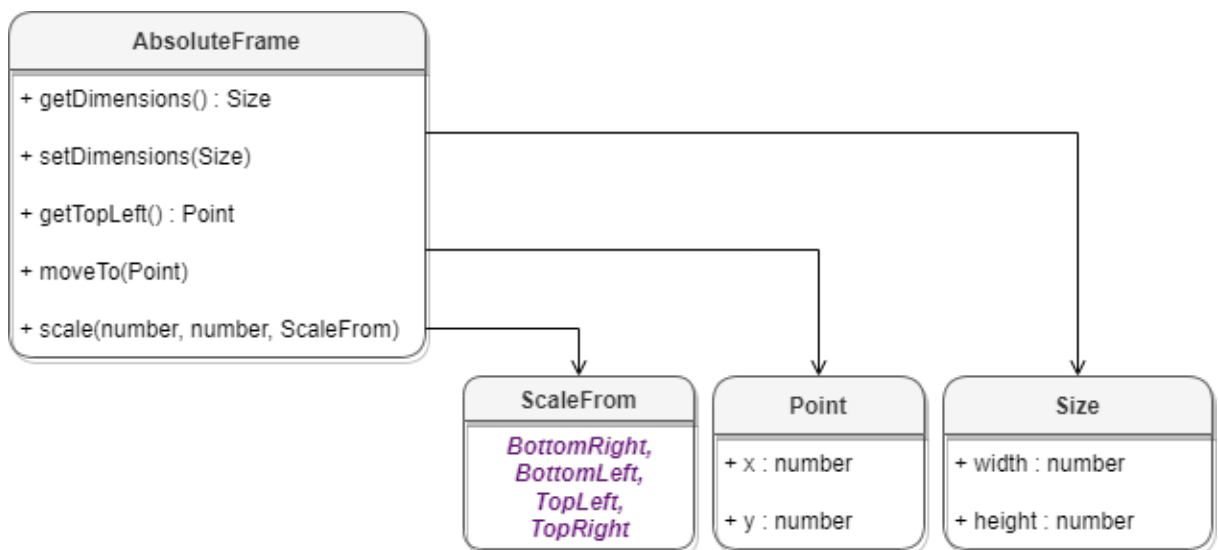 AbsoluteFrame
+ getDimensions() : Size
+ setDimensions(Size)
+ getTopLeft() : Point
+ moveTo(Point)
+ scale(number, number, ScaleFrom)
ScaleFrom
BottomRight,
BottomLeft,
TopLeft,
TopRight
Point
+ x : number
+ y : number
Size
+ width : number
+ height : number